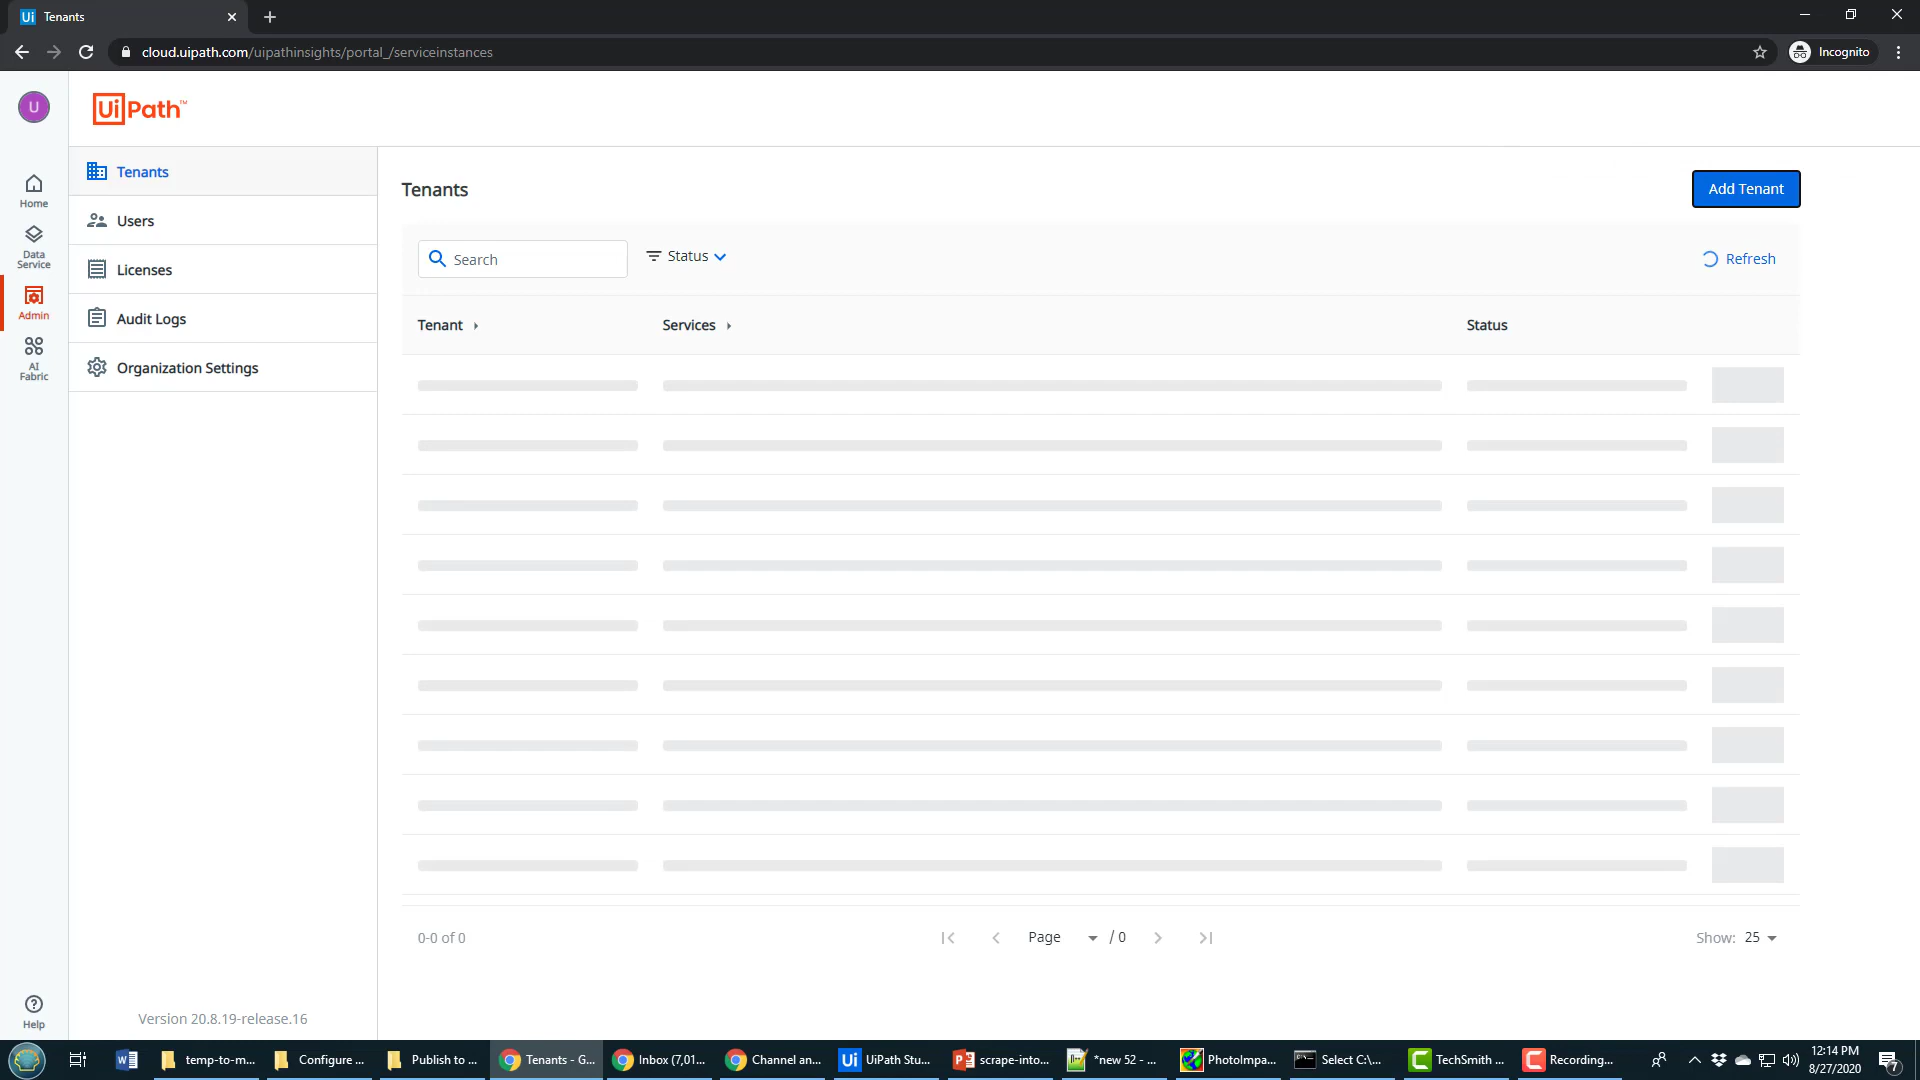 Tenants
cloud.uipath.com/uipathinsights/portal_/serviceinstances
Incognito
U
UiPath™
Home
Data
Service
Admin
AI
Fabric
Help
Tenants
Users
Licenses
Audit Logs
Organization Settings
Version 20.8.19-release.16
Tenants
Add Tenant
Search
Status
Refresh
Tenant
Services
Status
0-0 of 0
Page
/ 0
Show: 25
temp-to-m...
Configure ...
Publish to ...
Tenants - G...
Inbox (7,01...
Channel an...
UiPath Stu...
scrape-into...
*new 52 - ...
PhotoImpa...
Select C:\...
TechSmith ...
Recording...
12:14 PM
8/27/2020
7